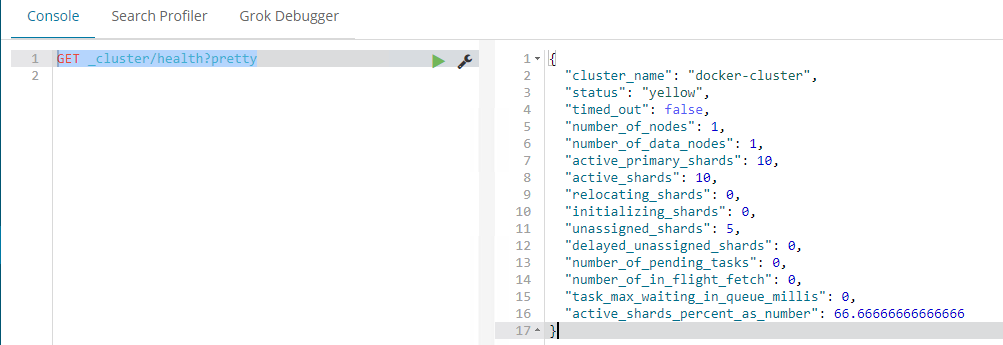 Console Search Profiler Grok Debugger
1 GET _cluster/health?pretty
2
1 {
2 "cluster_name": "docker-cluster",
3 "status": "yellow",
4 "timed_out": false,
5 "number_of_nodes": 1,
6 "number_of_data_nodes": 1,
7 "active_primary_shards": 10,
8 "active_shards": 10,
9 "relocating_shards": 0,
10 "initializing_shards": 0,
11 "unassigned_shards": 5,
12 "delayed_unassigned_shards": 0,
13 "number_of_pending_tasks": 0,
14 "number_of_in_flight_fetch": 0,
15 "task_max_waiting_in_queue_millis": 0,
16 "active_shards_percent_as_number": 66.66666666666666
17 }